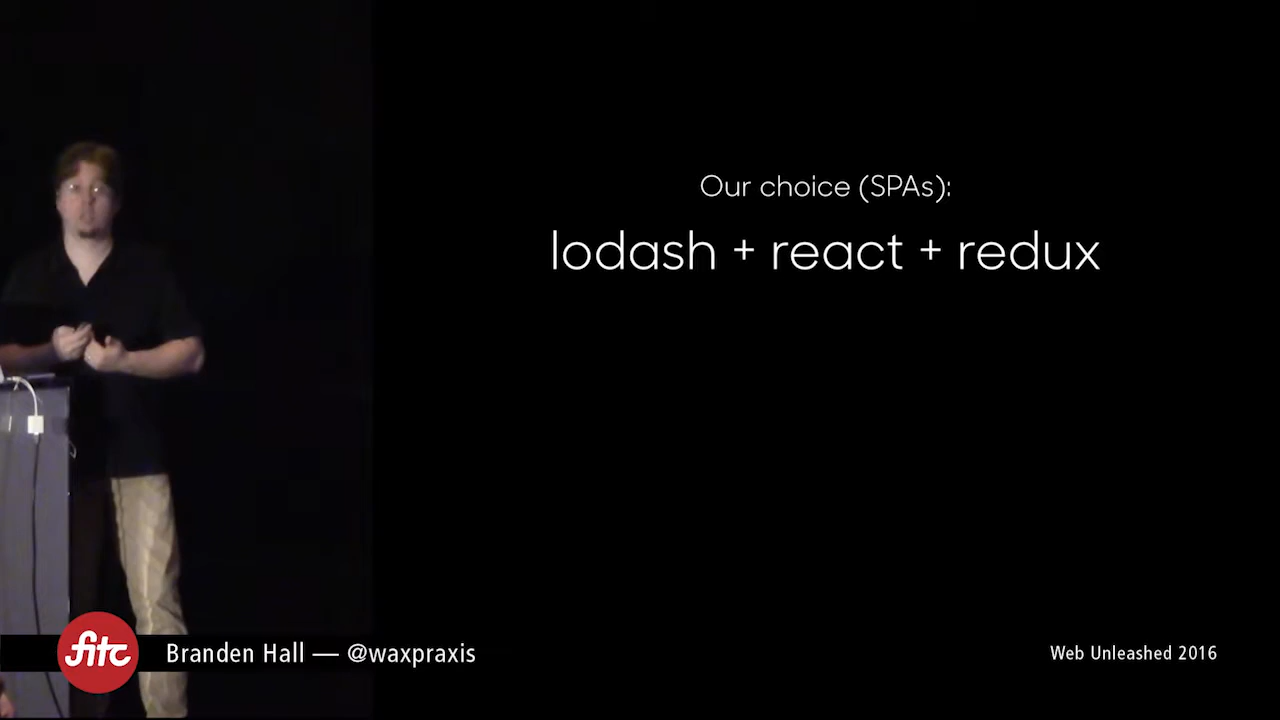 Our choice (SPAs):
lodash + react + redux
fitc
Branden Hall — @waxpraxis
Web Unleashed 2016